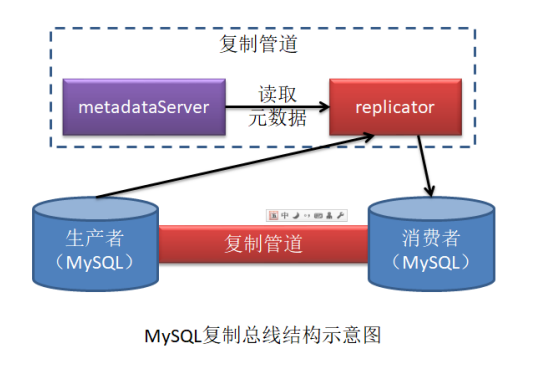 复制管道
metadataServer
读取
元数据
replicator
中
生产者
（MySQL）
复制管道
消费者
（MySQL）
MySQL复制总线结构示意图